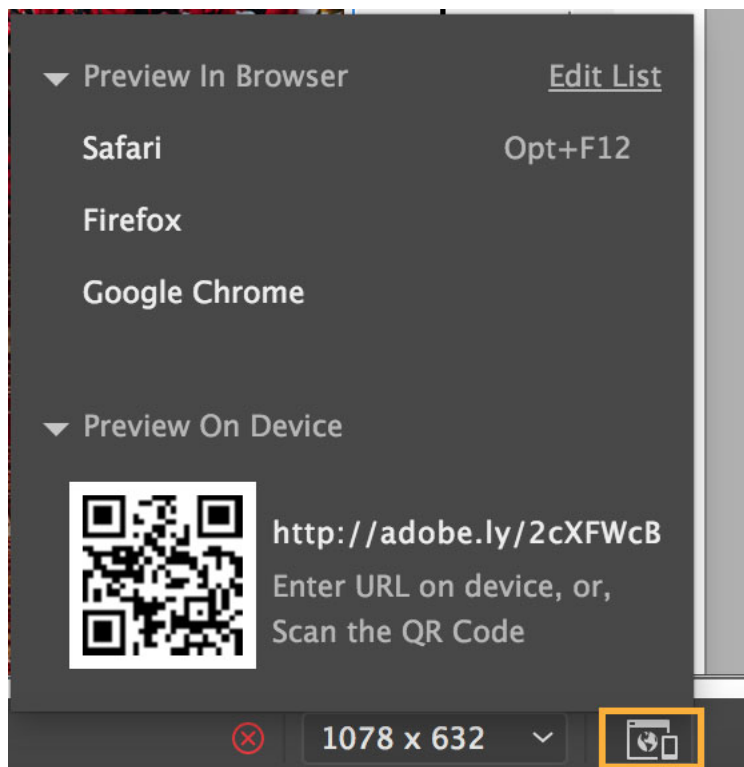 Preview In Browser Edit List
Safari Opt+F12
Firefox
Google Chrome
Preview On Device
http://adobe.ly/2cXFWcB
Enter URL on device, or,
Scan the QR Code
1078 x 632